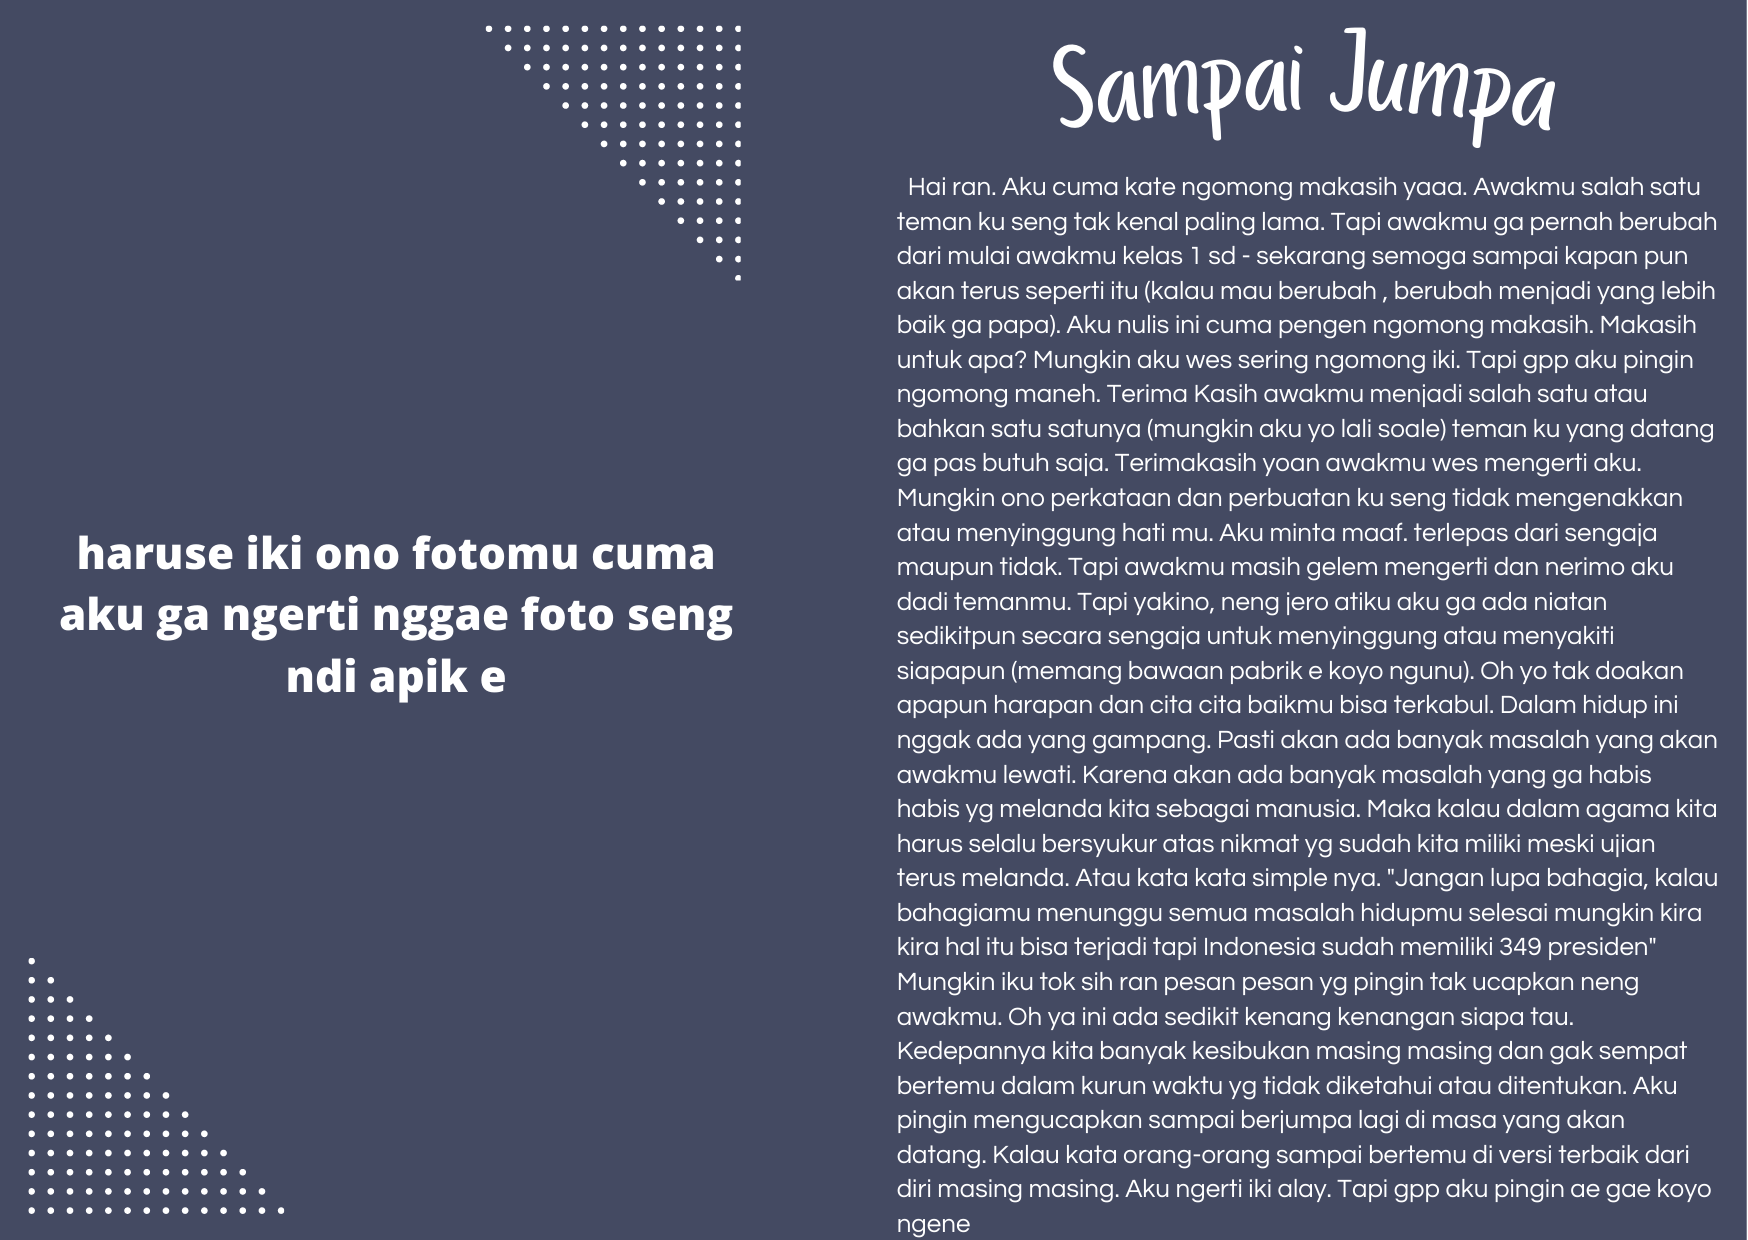 haruse iki ono fotomu cuma
aku ga ngerti nggae foto seng
ndi apik e
Sampai Jumpa
Hai ran. Aku cuma kate ngomong makasih yaaa. Awakmu salah satu
teman ku seng tak kenal paling lama. Tapi awakmu ga pernah berubah
dari mulai awakmu kelas 1 sd - sekarang semoga sampai kapan pun
akan terus seperti itu (kalau mau berubah , berubah menjadi yang lebih
baik ga papa). Aku nulis ini cuma pengen ngomong makasih. Makasih
untuk apa? Mungkin aku wes sering ngomong iki. Tapi gpp aku pingin
ngomong maneh. Terima Kasih awakmu menjadi salah satu atau
bahkan satu satunya (mungkin aku yo lali soale) teman ku yang datang
ga pas butuh saja. Terimakasih yoan awakmu wes mengerti aku.
Mungkin ono perkataan dan perbuatan ku seng tidak mengenakkan
atau menyinggung hati mu. Aku minta maaf. terlepas dari sengaja
maupun tidak. Tapi awakmu masih gelem mengerti dan nerimo aku
dadi temanmu. Tapi yakino, neng jero atiku aku ga ada niatan
sedikitpun secara sengaja untuk menyinggung atau menyakiti
siapapun (memang bawaan pabrik e koyo ngunu). Oh yo tak doakan
apapun harapan dan cita cita baikmu bisa terkabul. Dalam hidup ini
nggak ada yang gampang. Pasti akan ada banyak masalah yang akan
awakmu lewati. Karena akan ada banyak masalah yang ga habis
habis yg melanda kita sebagai manusia. Maka kalau dalam agama kita
harus selalu bersyukur atas nikmat yg sudah kita miliki meski ujian
terus melanda. Atau kata kata simple nya. "Jangan lupa bahagia, kalau
bahagiamu menunggu semua masalah hidupmu selesai mungkin kira
kira hal itu bisa terjadi tapi Indonesia sudah memiliki 349 presiden"
Mungkin iku tok sih ran pesan pesan yg pingin tak ucapkan neng
awakmu. Oh ya ini ada sedikit kenang kenangan siapa tau.
Kedepannya kita banyak kesibukan masing masing dan gak sempat
bertemu dalam kurun waktu yg tidak diketahui atau ditentukan. Aku
pingin mengucapkan sampai berjumpa lagi di masa yang akan
datang. Kalau kata orang-orang sampai bertemu di versi terbaik dari
diri masing masing. Aku ngerti iki alay. Tapi gpp aku pingin ae gae koyo
ngene